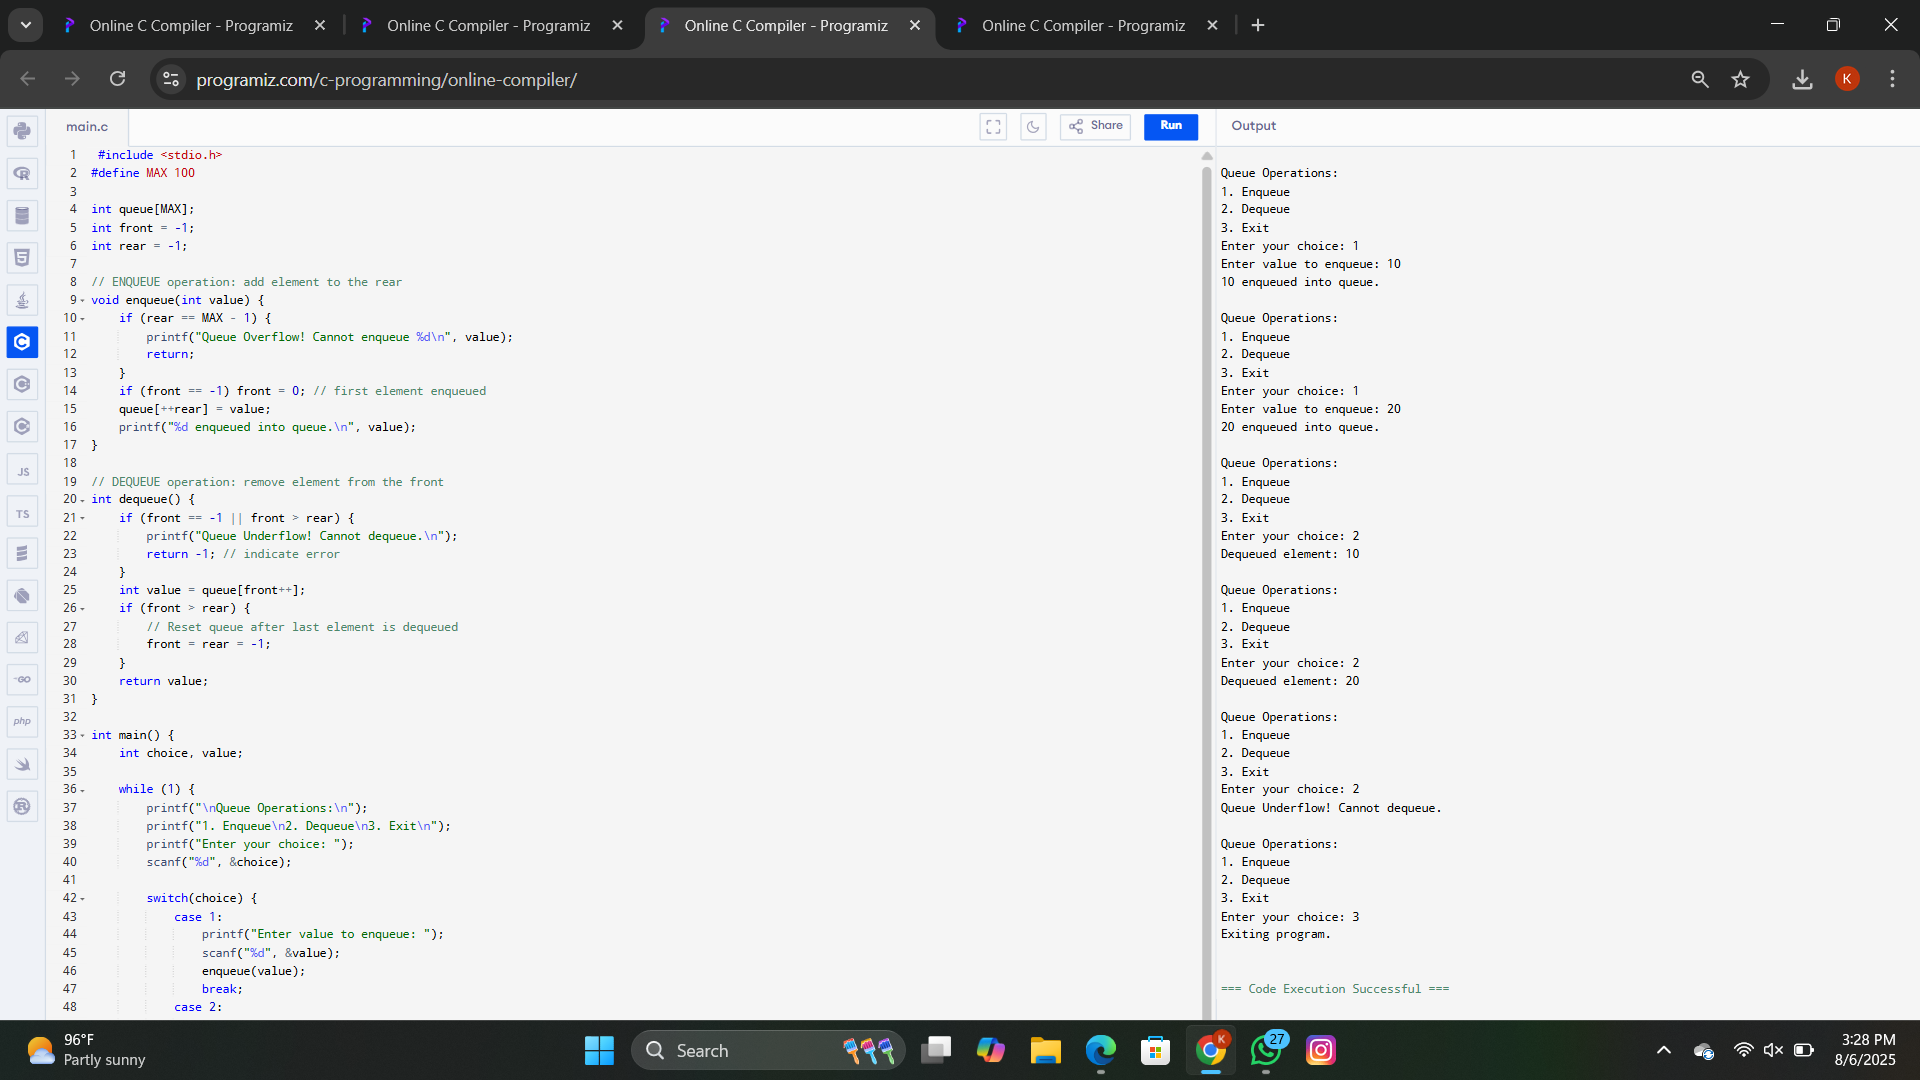 Online C Compiler - Programiz
Online C Compiler - Programiz
Online C Compiler - Programiz
Online C Compiler - Programiz
programiz.com/c-programming/online-compiler/
K
main.c
Share
Run
Output
1 #include <stdio.h>
2 #define MAX 100
3
4 int queue[MAX];
5 int front = -1;
6 int rear = -1;
7
8 // ENQUEUE operation: add element to the rear
9 void enqueue(int value) {
10 if (rear == MAX - 1) {
11 printf("Queue Overflow! Cannot enqueue %d\n", value);
12 return;
13 }
14 if (front == -1) front = 0; // first element enqueued
15 queue[++rear] = value;
16 printf("%d enqueued into queue.\n", value);
17 }
18
19 // DEQUEUE operation: remove element from the front
20 int dequeue() {
21 if (front == -1 || front > rear) {
22 printf("Queue Underflow! Cannot dequeue.\n");
23 return -1; // indicate error
24 }
25 int value = queue[front++];
26 if (front > rear) {
27 // Reset queue after last element is dequeued
28 front = rear = -1;
29 }
30 return value;
31 }
32
33 int main() {
34 int choice, value;
35
36 while (1) {
37 printf("\nQueue Operations:\n");
38 printf("1. Enqueue\n2. Dequeue\n3. Exit\n");
39 printf("Enter your choice: ");
40 scanf("%d", &choice);
41
42 switch(choice) {
43 case 1:
44 printf("Enter value to enqueue: ");
45 scanf("%d", &value);
46 enqueue(value);
47 break;
48 case 2:
Queue Operations:
1. Enqueue
2. Dequeue
3. Exit
Enter your choice: 1
Enter value to enqueue: 10
10 enqueued into queue.
Queue Operations:
1. Enqueue
2. Dequeue
3. Exit
Enter your choice: 1
Enter value to enqueue: 20
20 enqueued into queue.
Queue Operations:
1. Enqueue
2. Dequeue
3. Exit
Enter your choice: 2
Dequeued element: 10
Queue Operations:
1. Enqueue
2. Dequeue
3. Exit
Enter your choice: 2
Dequeued element: 20
Queue Operations:
1. Enqueue
2. Dequeue
3. Exit
Enter your choice: 2
Queue Underflow! Cannot dequeue.
Queue Operations:
1. Enqueue
2. Dequeue
3. Exit
Enter your choice: 3
Exiting program.
=== Code Execution Successful ===
JS
TS
GO
php
96°F
Partly sunny
Search
K
27
3:28 PM
8/6/2025